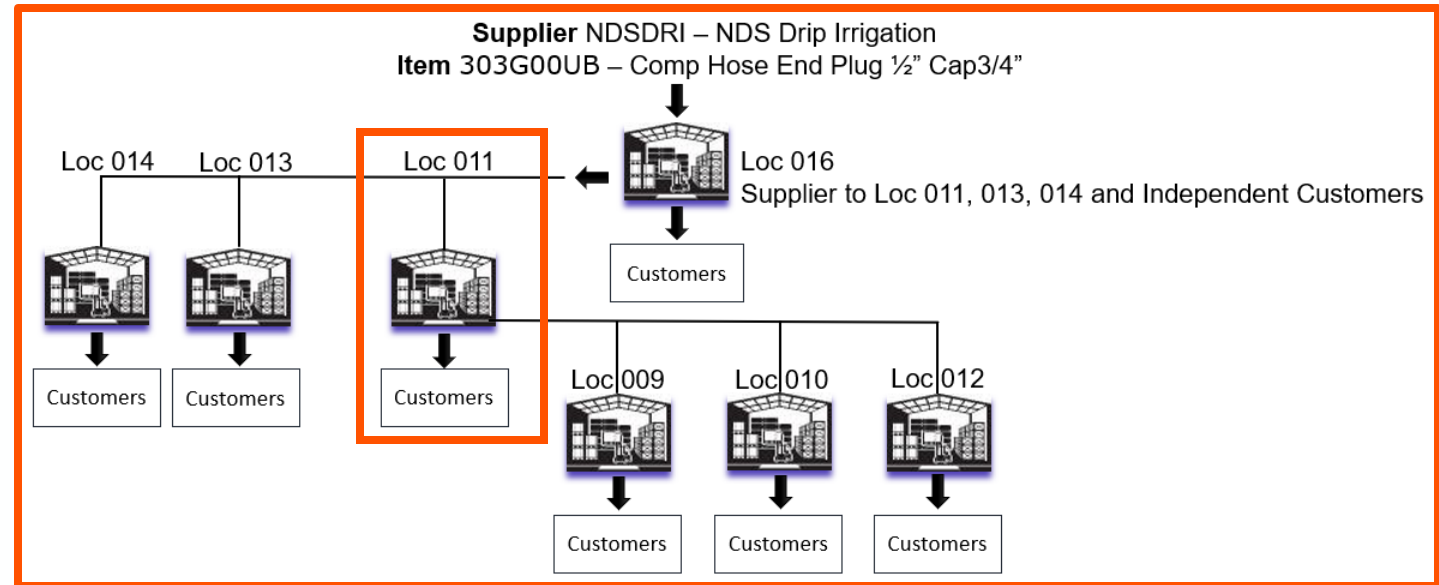 Supplier NDSDRI – NDS Drip Irrigation
Item 303G00UB – Comp Hose End Plug ½” Cap3/4”
Loc 014
Loc 013
Loc 011
Loc 016
Supplier to Loc 011, 013, 014 and Independent Customers
Customers
Customers
Customers
Customers
Loc 009
Loc 010
Loc 012
Customers
Customers
Customers